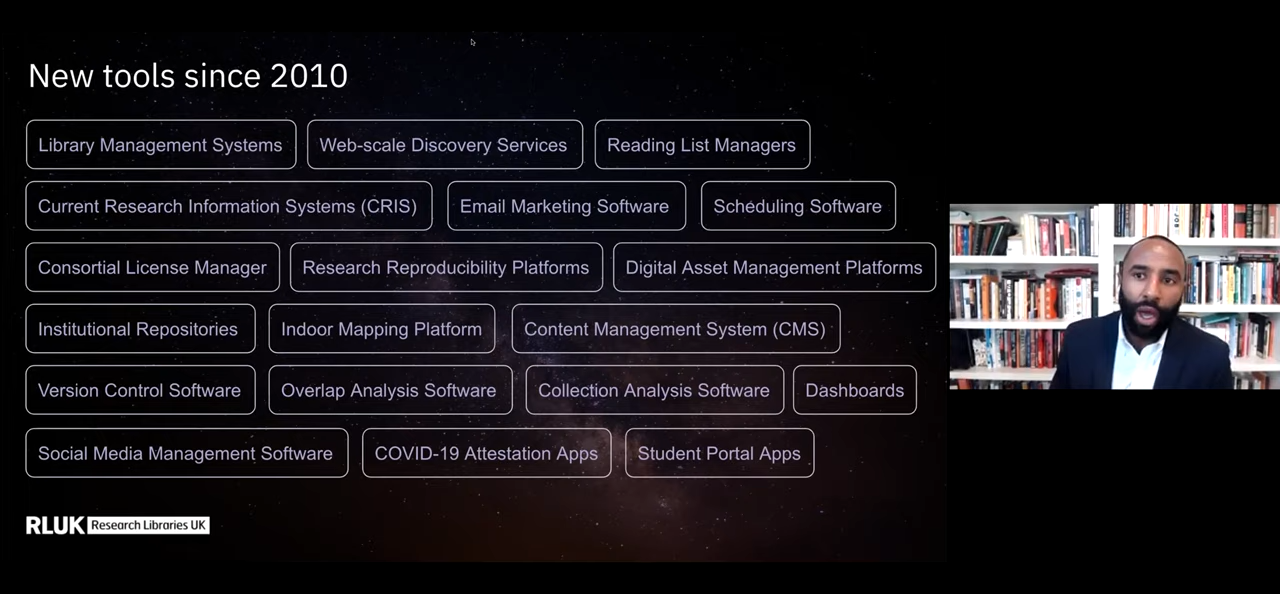 New tools since 2010
Library Management Systems
Web-scale Discovery Services
Reading List Managers
Current Research Information Systems (CRIS)
Email Marketing Software
Scheduling Software
Consortial License Manager
Research Reproducibility Platforms
Digital Asset Management Platforms
Institutional Repositories
Indoor Mapping Platform
Content Management System (CMS)
Version Control Software
Overlap Analysis Software
Collection Analysis Software
Dashboards
Social Media Management Software
COVID-19 Attestation Apps
Student Portal Apps
RLUK Research Libraries UK